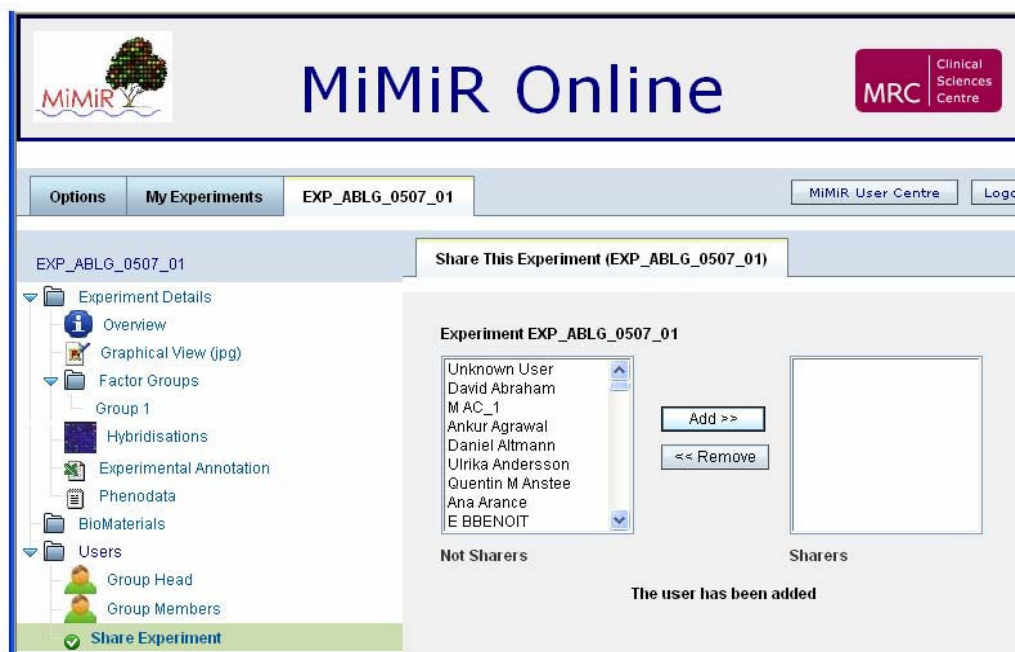 MiMiR
MiMiR Online
MRC
Clinical
Sciences
Centre
Options
My Experiments
EXP_ABLG_0507_01
MiMiR User Centre
Logo
EXP_ABLG_0507_01
Experiment Details
Overview
Graphical View (jpg)
Factor Groups
Group 1
Hybridisations
Experimental Annotation
Phenodata
BioMaterials
Users
Group Head
Group Members
Share Experiment
Share This Experiment (EXP_ABLG_0507_01)
Experiment EXP_ABLG_0507_01
Unknown User
David Abraham
M AC_1
Ankur Agrawal
Daniel Altmann
Ulrika Andersson
Quentin M Anstee
Ana Arance
E BBENOIT
Not Sharers
Add >>
<< Remove
Sharers
The user has been added